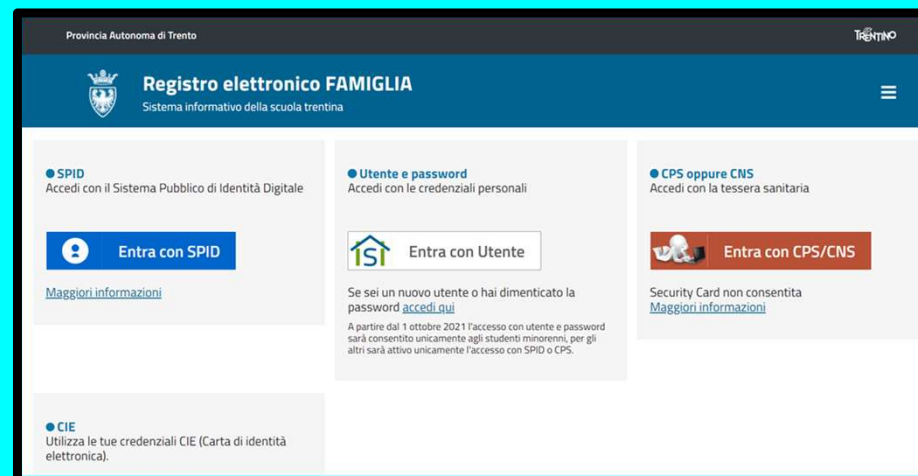 Provincia Autonoma di Trento
TRENTINO
Registro elettronico FAMIGLIA
Sistema informativo della scuola trentina
SPID
Accedi con il Sistema Pubblico di Identità Digitale
Entra con SPID
Maggiori informazioni
Utente e password
Accedi con le credenziali personali
isi Entra con Utente
Se sei un nuovo utente o hai dimenticato la
password accedi qui
A partire dal 1 ottobre 2021 l'accesso con utente e password
sarà consentito unicamente agli studenti minorenni, per gli
altri sarà attivo unicamente l'accesso con SPID o CPS.
CPS oppure CNS
Accedi con la tessera sanitaria
Entra con CPS/CNS
Security Card non consentita
Maggiori informazioni
CIE
Utilizza le tue credenziali CIE (Carta di identità
elettronica).